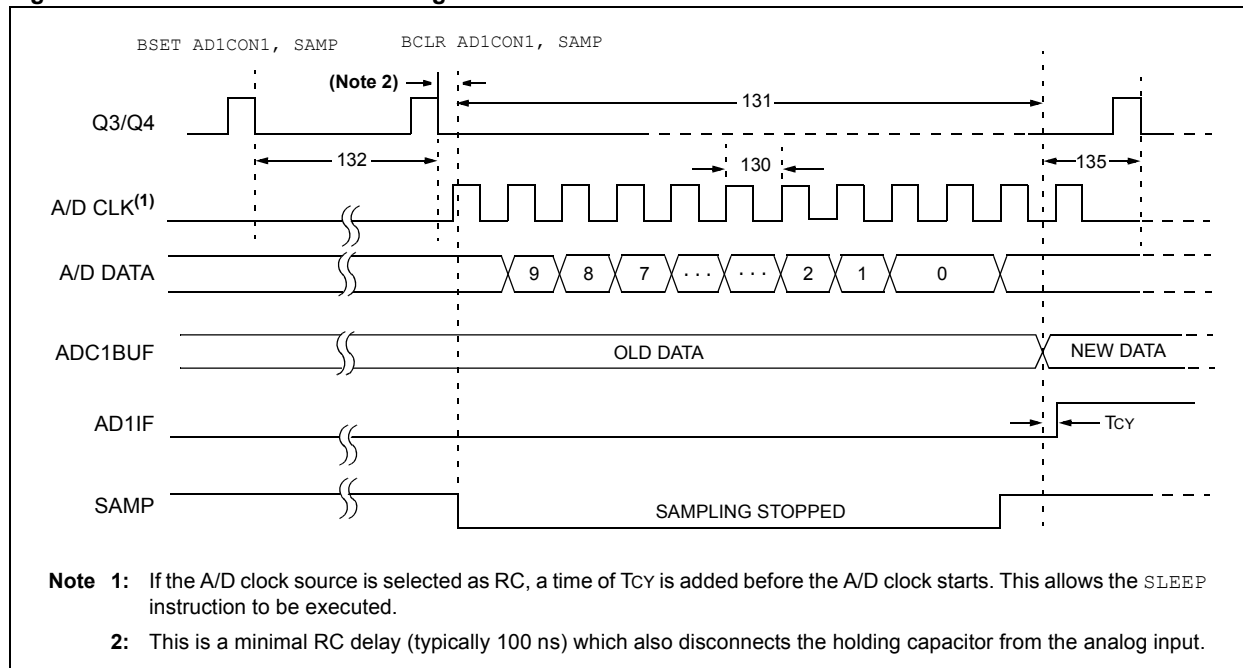 BSET AD1CON1, SAMP BCLR AD1CON1, SAMP
(Note 2)
131
Q3/Q4
132
130
135
A/D CLK(1)
A/D DATA
9 8 7 · · · · · · 2 1 0
ADC1BUF
OLD DATA
NEW DATA
AD1IF
TCY
SAMP
SAMPLING STOPPED
Note 1: If the A/D clock source is selected as RC, a time of TCY is added before the A/D clock starts. This allows the SLEEP
instruction to be executed.
2: This is a minimal RC delay (typically 100 ns) which also disconnects the holding capacitor from the analog input.